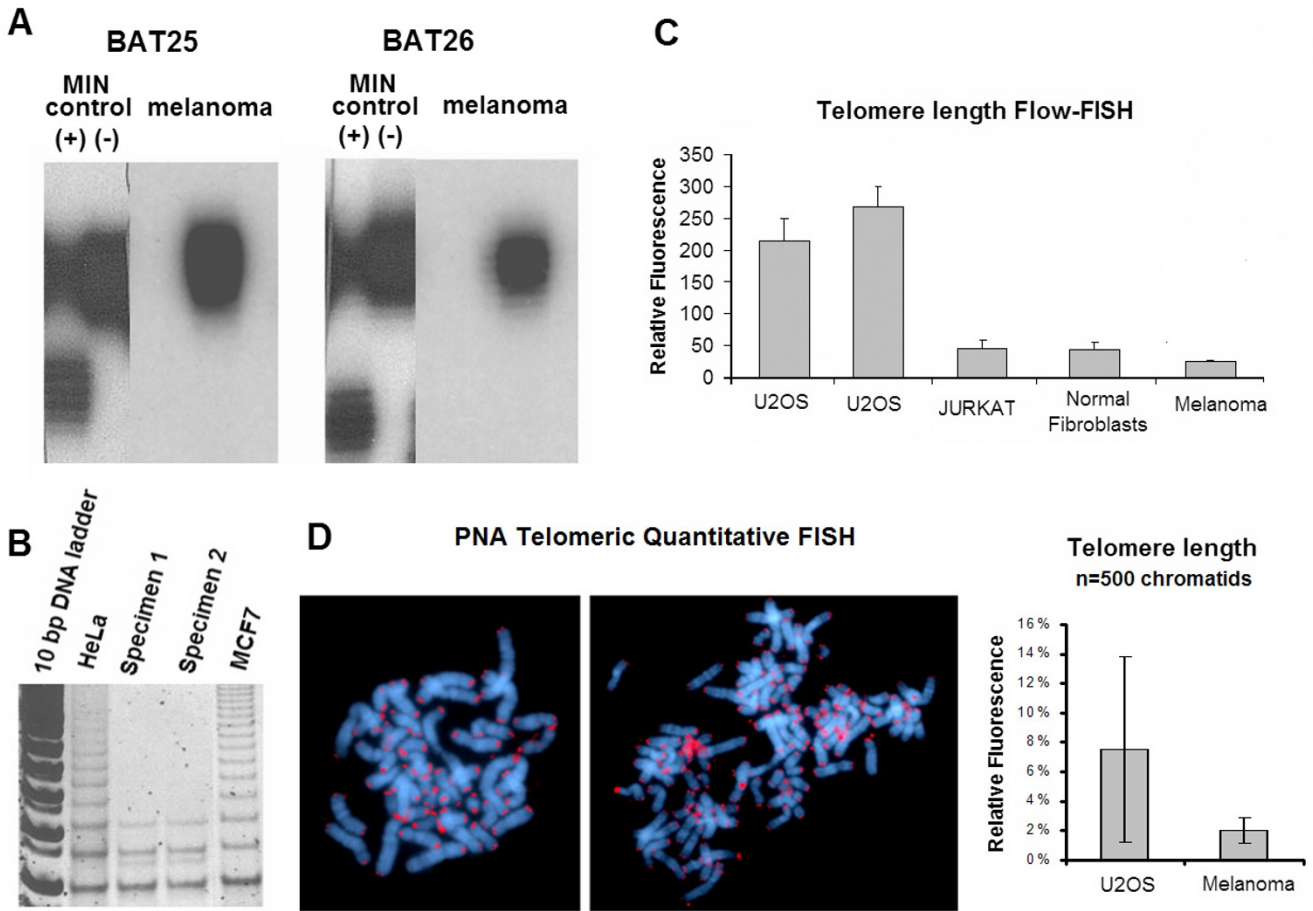 A
BAT25
BAT26
MIN
control
(+) (-)
melanoma
MIN
control
(+) (-)
melanoma
C
Telomere length Flow-FISH
Relative Fluorescence
350
300
250
200
150
100
50
0
U2OS
U2OS
JURKAT
Normal
Fibroblasts
Melanoma
B
10 bp DNA ladder
HeLa
Specimen 1
Specimen 2
MCF7
D
PNA Telomeric Quantitative FISH
Telomere length
n=500 chromatids
Relative Fluorescence
16%
14%
12%
10%
8%
6%
4%
2%
0%
U2OS
Melanoma